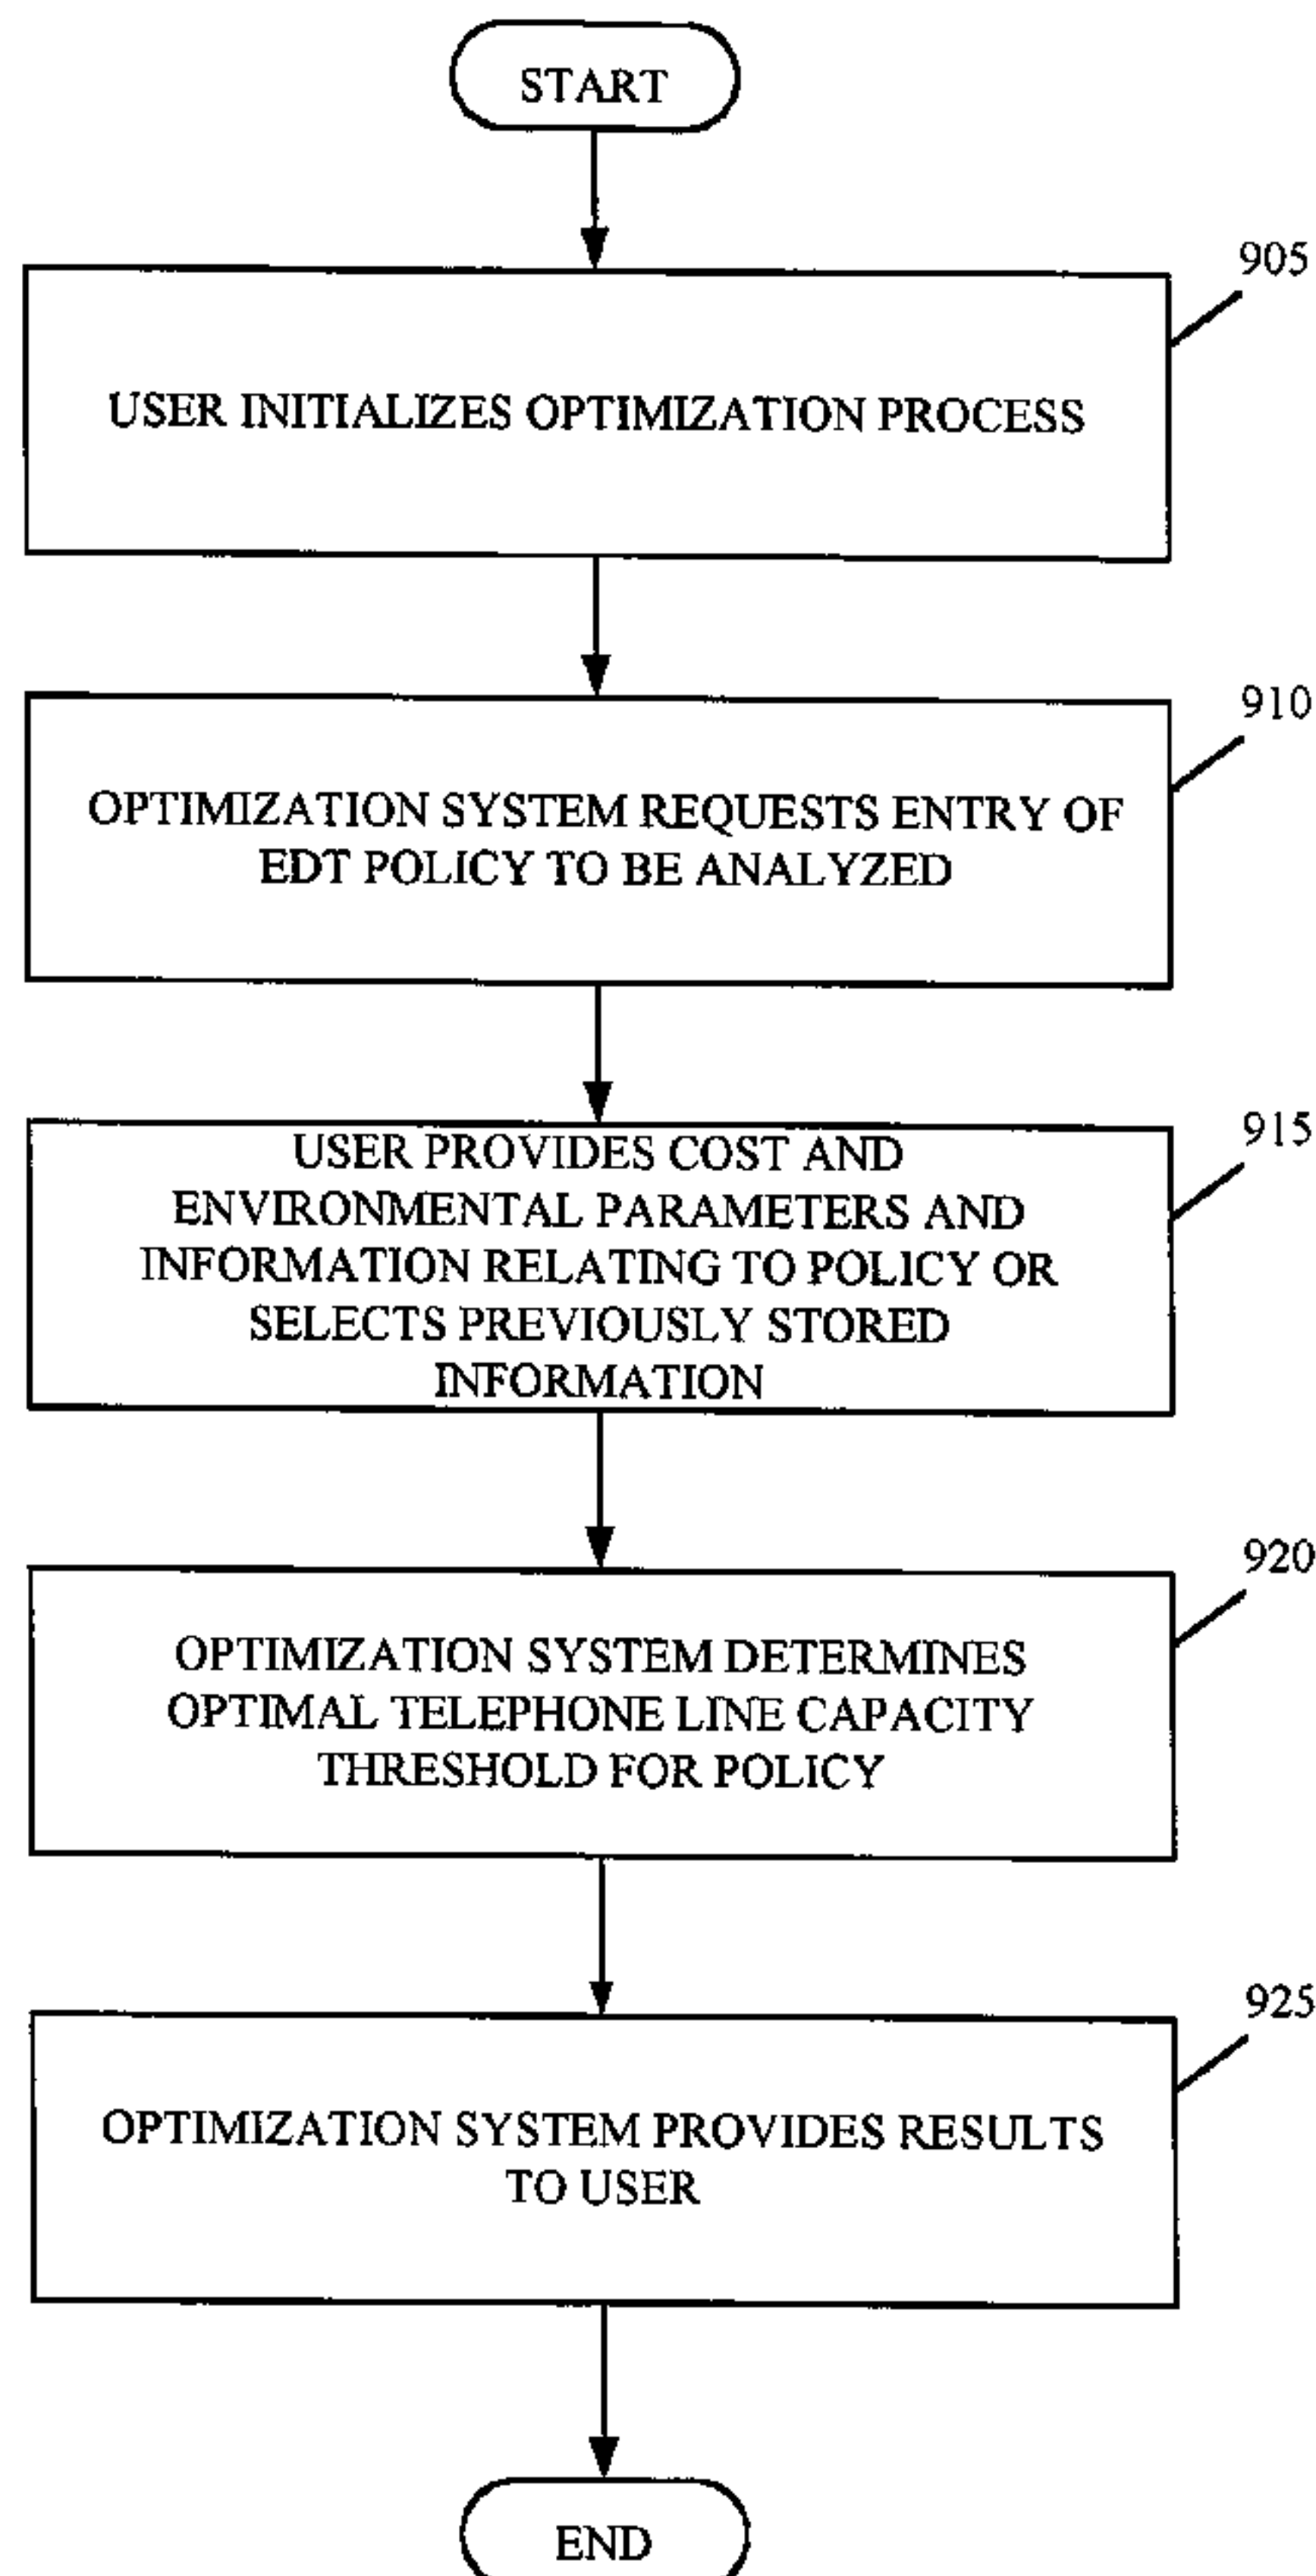 START
905
USER INITIALIZES OPTIMIZATION PROCESS
910
OPTIMIZATION SYSTEM REQUESTS ENTRY OF
EDT POLICY TO BE ANALYZED
915
USER PROVIDES COST AND
ENVIRONMENTAL PARAMETERS AND
INFORMATION RELATING TO POLICY OR
SELECTS PREVIOUSLY STORED
INFORMATION
920
OPTIMIZATION SYSTEM DETERMINES
OPTIMAL TELEPHONE LINE CAPACITY
THRESHOLD FOR POLICY
925
OPTIMIZATION SYSTEM PROVIDES RESULTS
TO USER
END